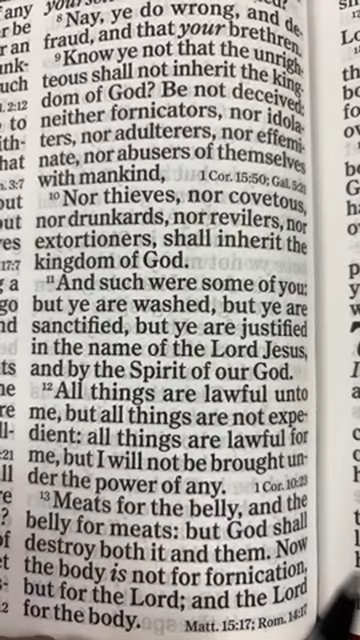 8 Nay, ye do wrong, and de-
fraud, and that your brethren.
9 Know ye not that the unrigh-
teous shall not inherit the king-
dom of God? Be not deceived:
neither fornicators, nor idola-
ters, nor adulterers, nor effemi-
nate, nor abusers of themselves
with mankind, 1 Cor. 15:50; Gal. 5:21
10 Nor thieves, nor covetous,
nor drunkards, nor revilers, nor
extortioners, shall inherit the
kingdom of God.
11 And such were some of you:
but ye are washed, but ye are
sanctified, but ye are justified
in the name of the Lord Jesus,
and by the Spirit of our God.
12 All things are lawful unto
me, but all things are not expe-
dient: all things are lawful for
me, but I will not be brought un-
der the power of any. 1 Cor. 10:23
13 Meats for the belly, and the
belly for meats: but God shall
destroy both it and them. Now
the body is not for fornication,
but for the Lord; and the Lord
for the body. Matt. 15:17; Rom. 14:17